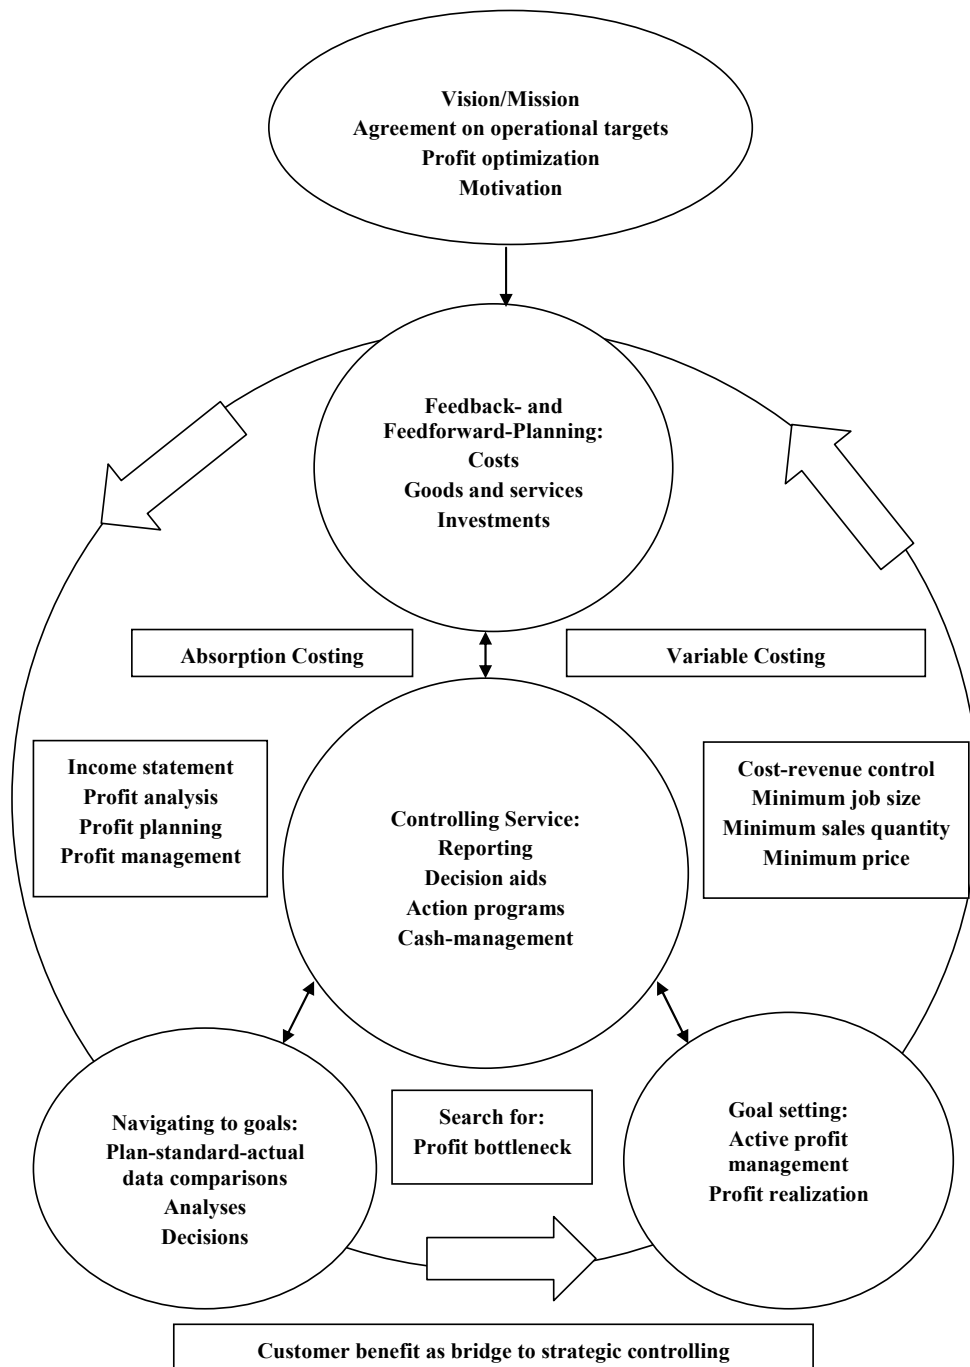 Vision/Mission
Agreement on operational targets
Profit optimization
Motivation
Feedback- and
Feedforward-Planning:
Costs
Goods and services
Investments
Absorption Costing
Variable Costing
Income statement
Profit analysis
Profit planning
Profit management
Controlling Service:
Reporting
Decision aids
Action programs
Cash-management
Cost-revenue control
Minimum job size
Minimum sales quantity
Minimum price
Navigating to goals:
Plan-standard-actual
data comparisons
Analyses
Decisions
Search for:
Profit bottleneck
Goal setting:
Active profit
management
Profit realization
Customer benefit as bridge to strategic controlling